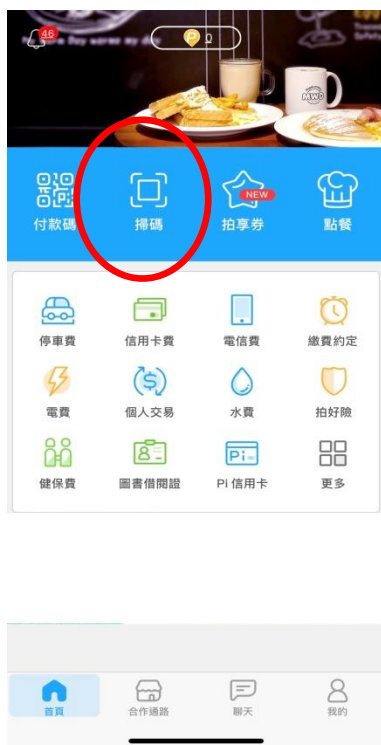 46
P 0
MWD
付款碼
掃碼
NEW
拍享券
點餐
停車費
信用卡費
電信費
繳費約定
電費
個人交易
水費
拍好險
健保費
圖書借閱證
Pi
Pi 信用卡
更多
首頁
合作通路
聊天
我的